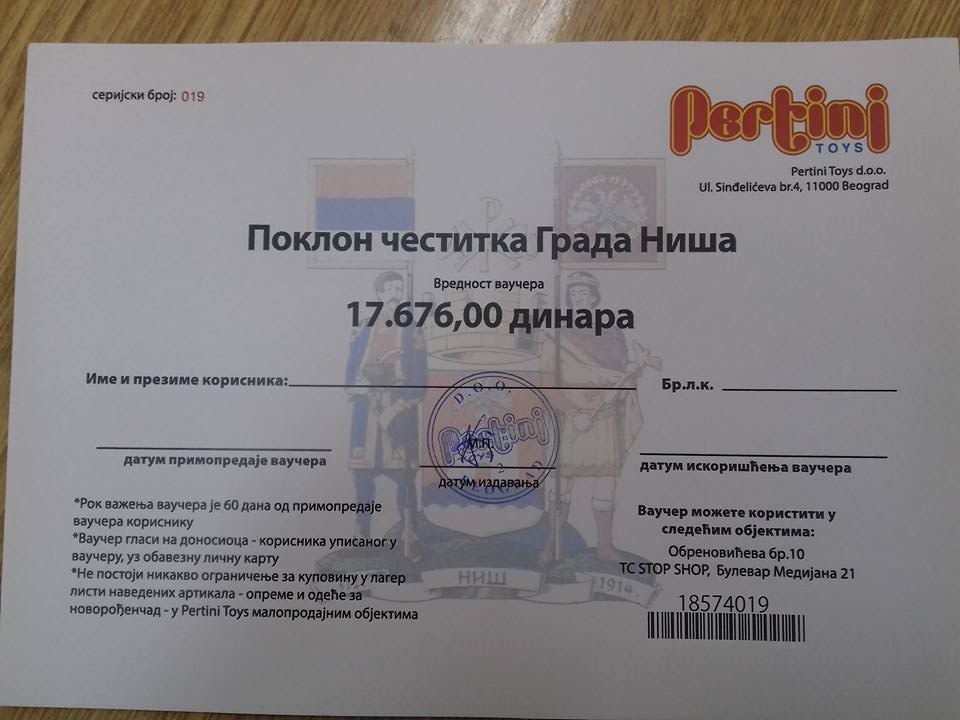 серијски број: 019
Pertini
TOYS
Pertini Toys d.o.o.
Ul. Sinđelićeva br.4, 11000 Beograd
Поклон честитка Града Ниша
Вредност ваучера
17.676,00 динара
Име и презиме корисника:
Бр.л.к.
D.O.O.
Pertini
TOYS
М.П.
2
датум примопредаје ваучера
датум издавања
датум искоришћења ваучера
*Рок важења ваучера је 60 дана од примопредаје
ваучера кориснику
*Ваучер гласи на доносиоца - корисника уписаног у
ваучеру, уз обавезну личну карту
*Не постоји никакво ограничење за куповину у лагер
листи наведених артикала - опреме и одеће за
новорођенчад - у Pertini Toys малопродајним објектима
Ваучер можете користити у
следећим објектима:
Обреновићева бр.10
TC STOP SHOP, Булевар Медијана 21
18574019
НИШ
1914.